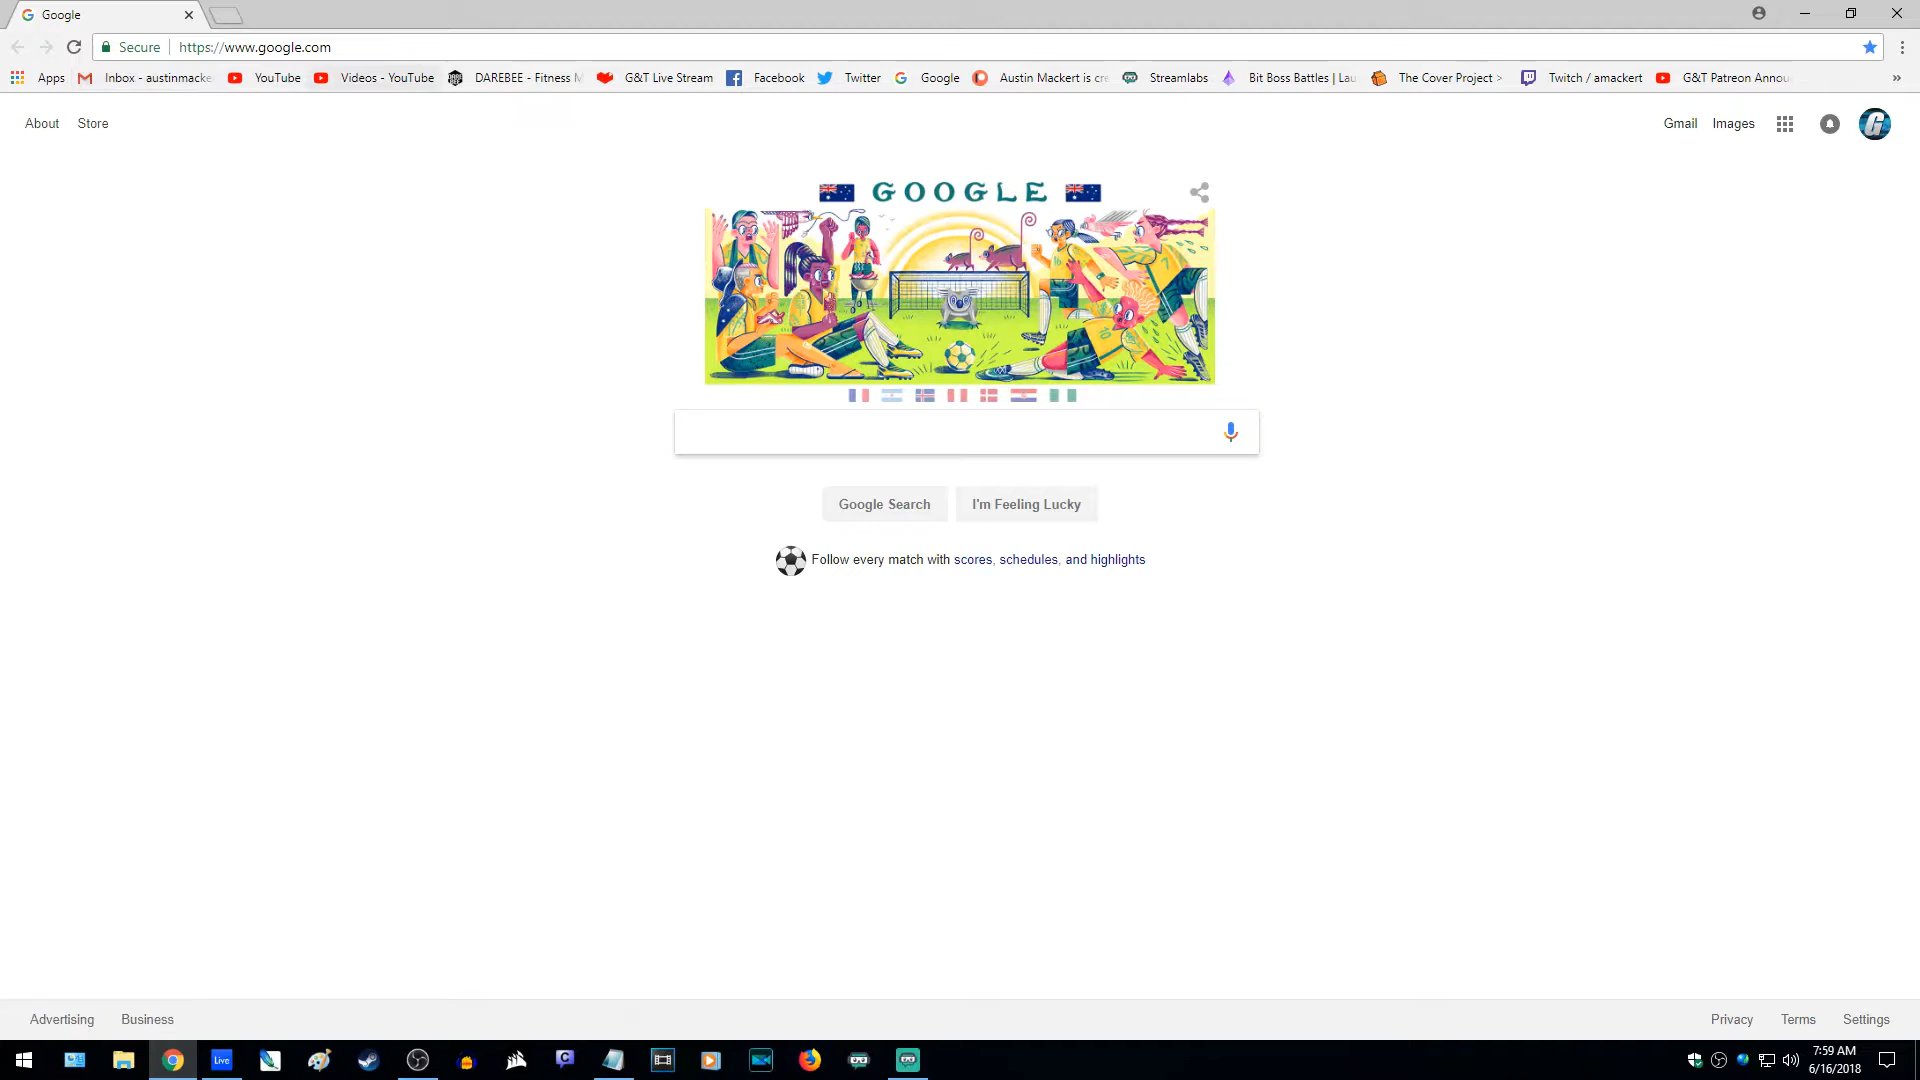 Google
Secure https://www.google.com
Apps Inbox - austinmacke YouTube Videos - YouTube DAREBEE - Fitness M G&T Live Stream Facebook Twitter Google Austin Mackert is cre Streamlabs Bit Boss Battles | Lau The Cover Project > Twitch / amackert G&T Patreon Annou »
About Store Gmail Images G
GOOGLE
Google Search I'm Feeling Lucky
Follow every match with scores, schedules, and highlights
Advertising Business Privacy Terms Settings
Live C
7:59 AM
6/16/2018